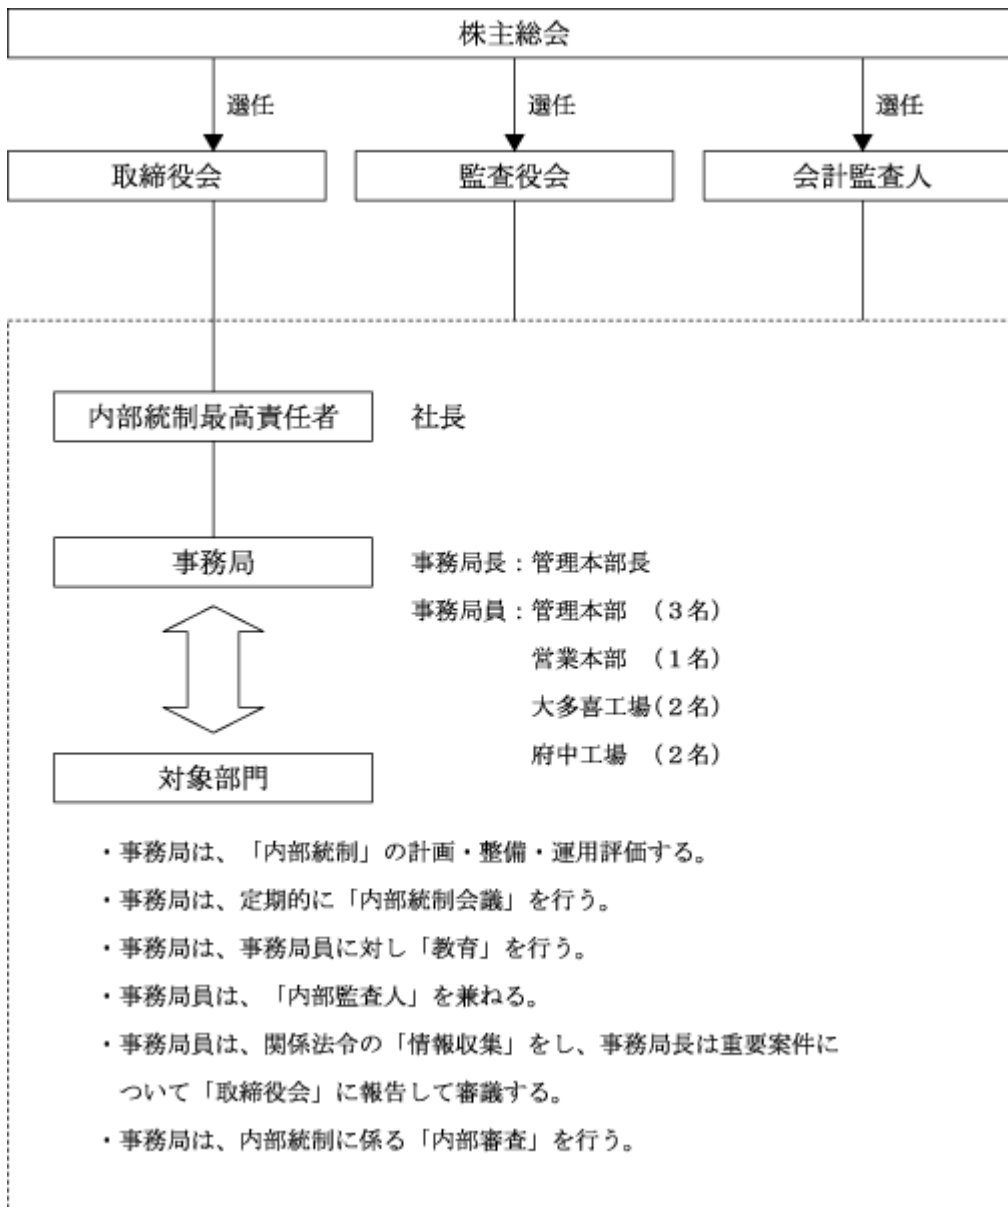 株主総会
選任 選任 選任
取締役会 監査役会 会計監査人
内部統制最高責任者 社長
事務局 事務局長：管理本部長
事務局員：管理本部　（３名）
営業本部　（１名）
大多喜工場（２名）
府中工場　（２名）
対象部門
・事務局は、「内部統制」の計画・整備・運用評価する。
・事務局は、定期的に「内部統制会議」を行う。
・事務局は、事務局員に対し「教育」を行う。
・事務局員は、「内部監査人」を兼ねる。
・事務局員は、関係法令の「情報収集」をし、事務局長は重要案件に
ついて「取締役会」に報告して審議する。
・事務局は、内部統制に係る「内部審査」を行う。